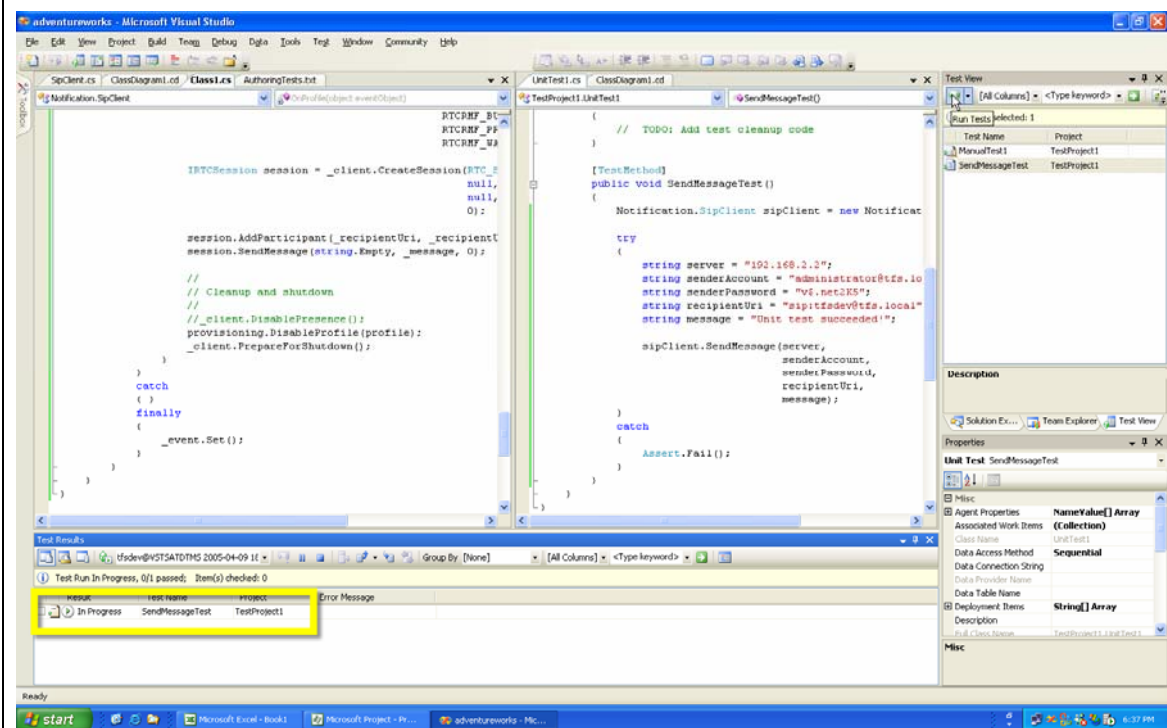 adventureworks - Microsoft Visual Studio
File Edit View Project Build Team Debug Data Tools Test Window Community Help
SipClient.cs ClassDiagram1.cd Class1.cs AuthoringTests.txt
Notification.SipClient OnProfile(object eventObject)
RTCRMF_BU
RTCRMF_PR
RTCRMF_WA
IRTCSession session = _client.CreateSession(RTC_S
null,
null,
0);
session.AddParticipant(_recipientUri, _recipientU
session.SendMessage(string.Empty, _message, 0);
//
// Cleanup and shutdown
//
//_client.DisablePresence();
provisioning.DisableProfile(profile);
_client.PrepareForShutdown();
}
}
catch
{ }
finally
{
_event.Set();
}
}
}
}
UnitTest1.cs ClassDiagram1.cd
TestProject1.UnitTest1 SendMessageTest()
{
// TODO: Add test cleanup code
}
[TestMethod]
public void SendMessageTest()
{
Notification.SipClient sipClient = new Notificat
try
{
string server = "192.168.2.2";
string senderAccount = "administrator@tfs.lo
string senderPassword = "v$.net2K5";
string recipientUri = "sip:tfsdev@tfs.local"
string message = "Unit test succeeded!";
sipClient.SendMessage(server,
senderAccount,
senderPassword,
recipientUri,
message);
}
catch
{
Assert.Fail();
}
}
}
}
Test View
[All Columns] <Type keyword>
Run Tests selected: 1
Test Name Project
ManualTest1 TestProject1
SendMessageTest TestProject1
Description
Solution Ex... Team Explorer Test View
Properties
Unit Test SendMessageTest
Misc
Agent Properties NameValue[] Array
Associated Work Items (Collection)
Class Name UnitTest1
Data Access Method Sequential
Data Connection String
Data Provider Name
Data Table Name
Deployment Items String[] Array
Description
Full Class Name TestProject1.UnitTest1
Misc
Toolbox
Test Results
tfsdev@VSTSATDTMS 2005-04-09 Group By [None] [All Columns] <Type keyword>
Test Run In Progress, 0/1 passed; Item(s) checked: 0
Result Test Name Project Error Message
In Progress SendMessageTest TestProject1
Ready
start Microsoft Excel - Book1 Microsoft Project - Pr... adventureworks - Mic... 6:37 PM